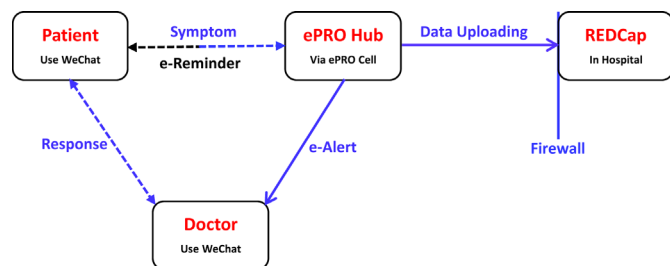 Patient
Use WeChat
Symptom
e-Reminder
ePRO Hub
Via ePRO Cell
Data Uploading
REDCap
In Hospital
Response
e-Alert
Firewall
Doctor
Use WeChat